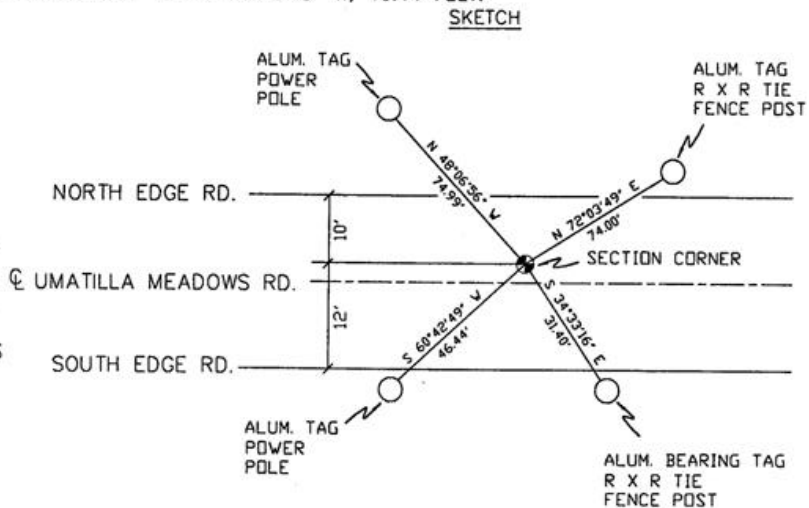 SKETCH
ALUM. TAG
POWER
POLE
ALUM. TAG
R X R TIE
FENCE POST
N 48°06'56" W
74.99'
N 72°03'49" E
74.00'
NORTH EDGE RD.
10'
SECTION CORNER
℄ UMATILLA MEADOWS RD.
12'
S 60°42'49" W
46.44'
S 34°33'16" E
31.40'
SOUTH EDGE RD.
ALUM. TAG
POWER
POLE
ALUM. BEARING TAG
R X R TIE
FENCE POST